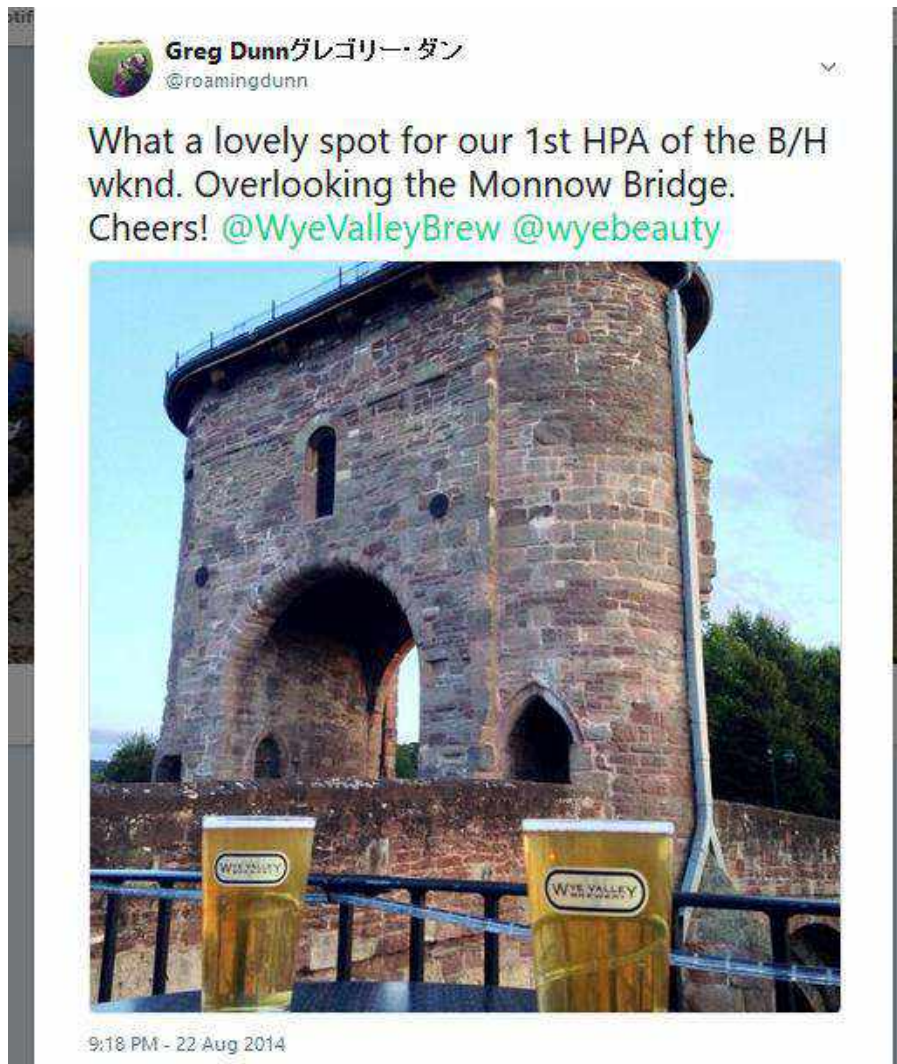 Greg Dunnグレゴリー・ダン
@roamingdunn
What a lovely spot for our 1st HPA of the B/H
wknd. Overlooking the Monnow Bridge.
Cheers! @WyeValleyBrew @wyebeauty
WYE VALLEY
BREWERY
WYE VALLEY
BREWERY
9:18 PM - 22 Aug 2014